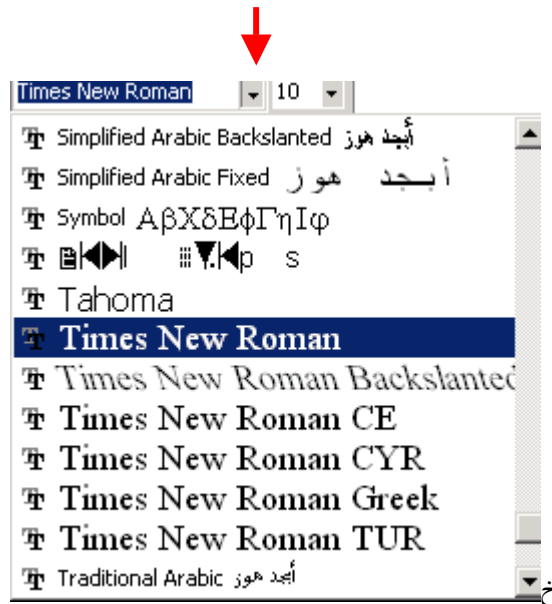 Times New Roman 10
Simplified Arabic Backslanted أبجد هوز
Simplified Arabic Fixed أبجد هوز
Symbol ΑβΧδΕφΓηΙφ
p s
Tahoma
Times New Roman
Times New Roman Backslanted
Times New Roman CE
Times New Roman CYR
Times New Roman Greek
Times New Roman TUR
Traditional Arabic أبجد هوز